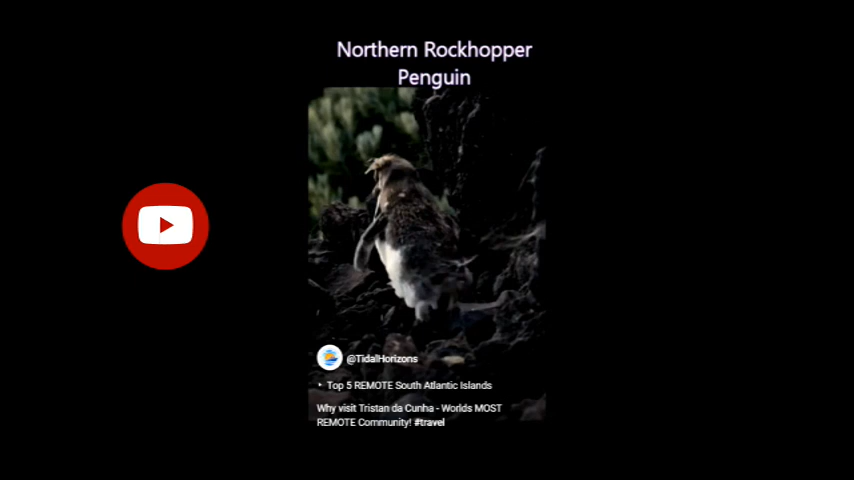 Northern Rockhopper
Penguin
@TidalHorizons
‣ Top 5 REMOTE South Atlantic Islands
Why visit Tristan da Cunha - Worlds MOST
REMOTE Community! #travel